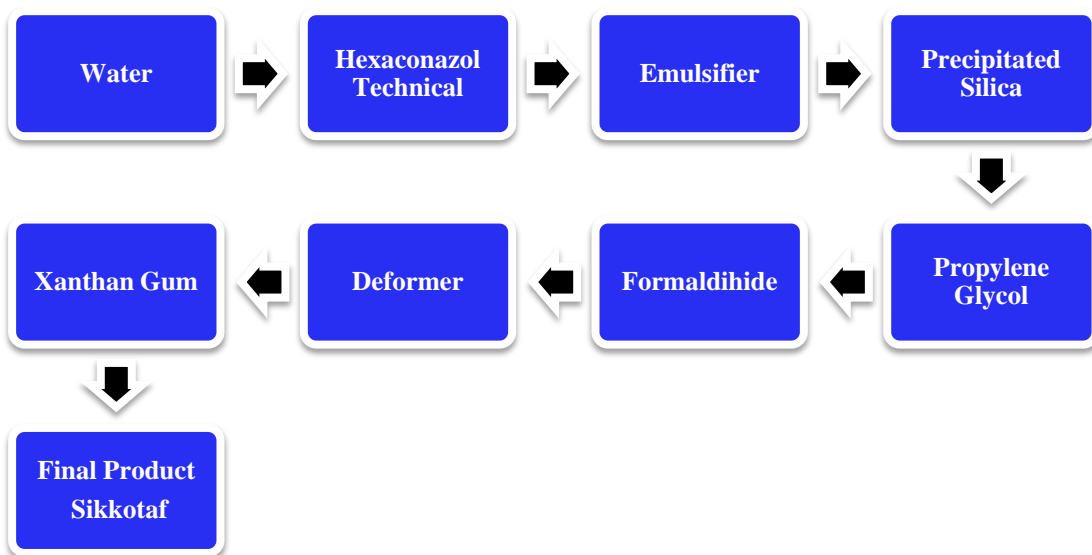 Water
Hexaconazol
Technical
Emulsifier
Precipitated
Silica
Propylene
Glycol
Formaldihide
Deformer
Xanthan Gum
Final Product
Sikkotaf